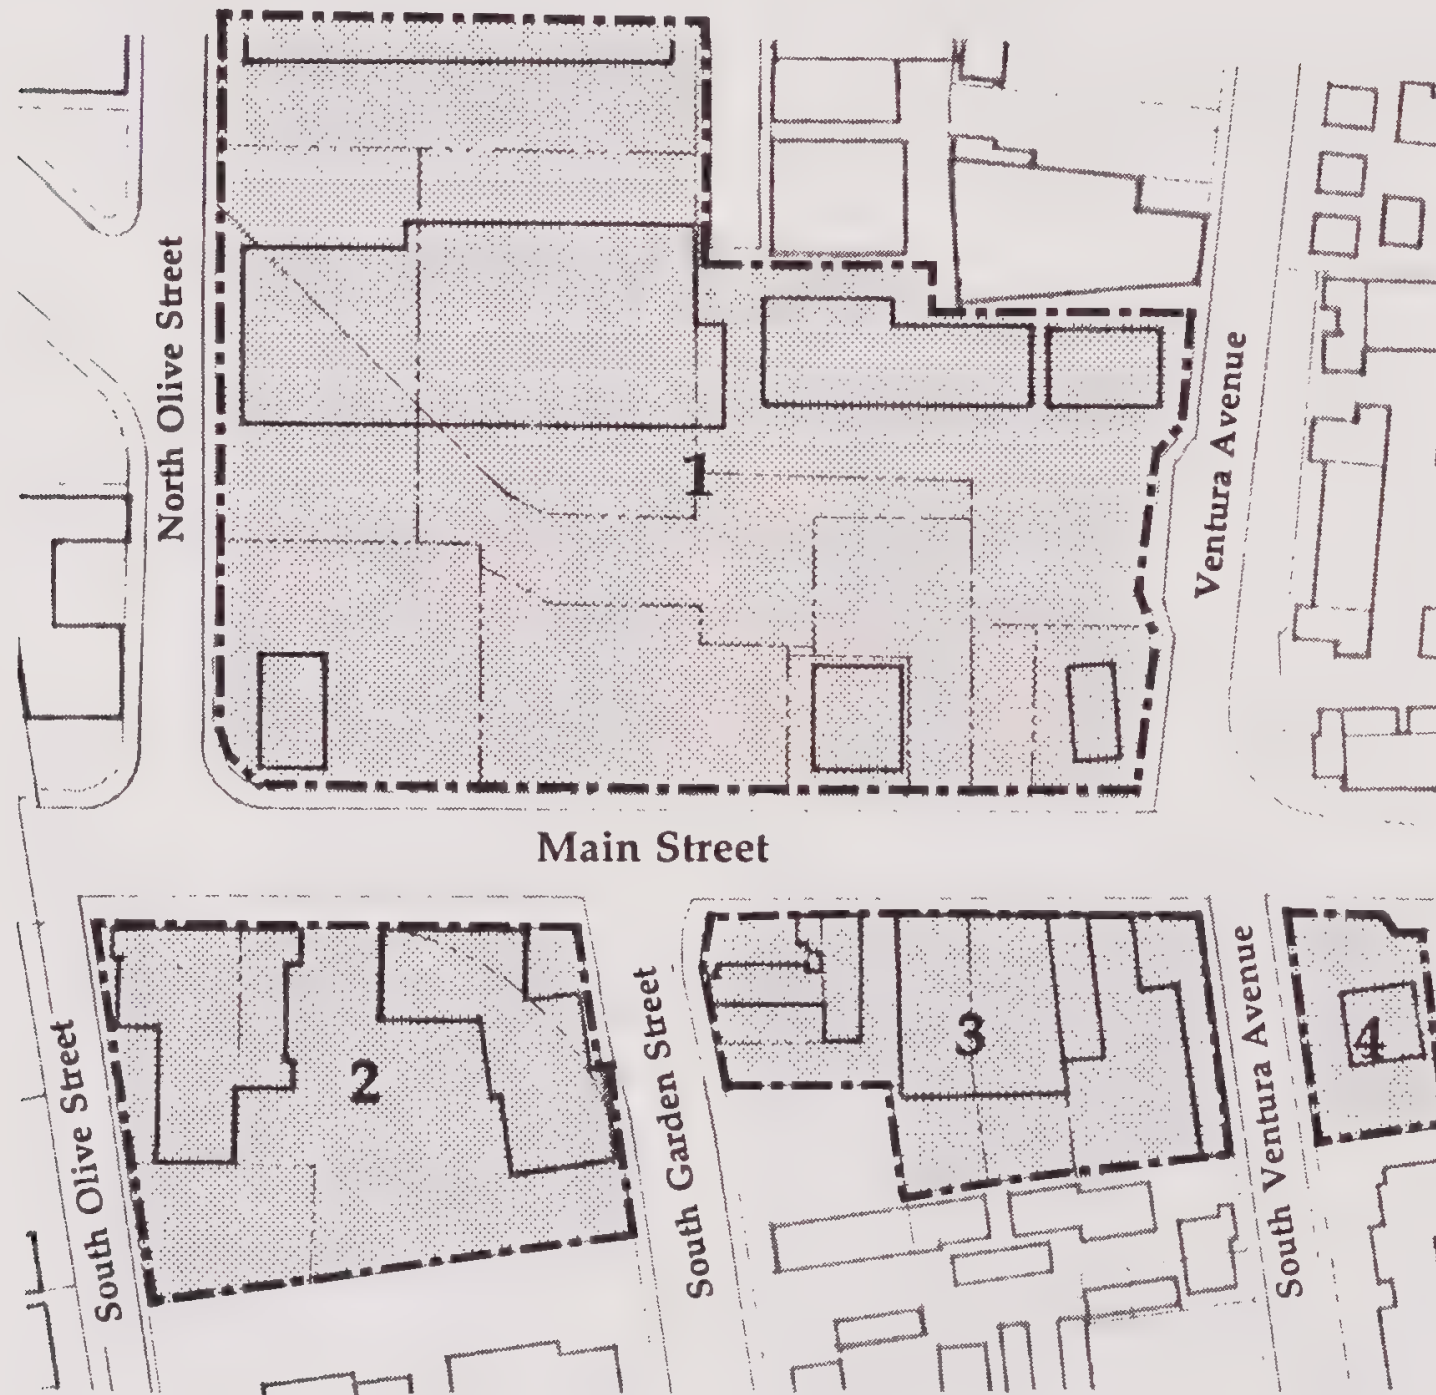 North Olive Street
1
Ventura Avenue
Main Street
South Olive Street
2
South Garden Street
3
South Ventura Avenue
4